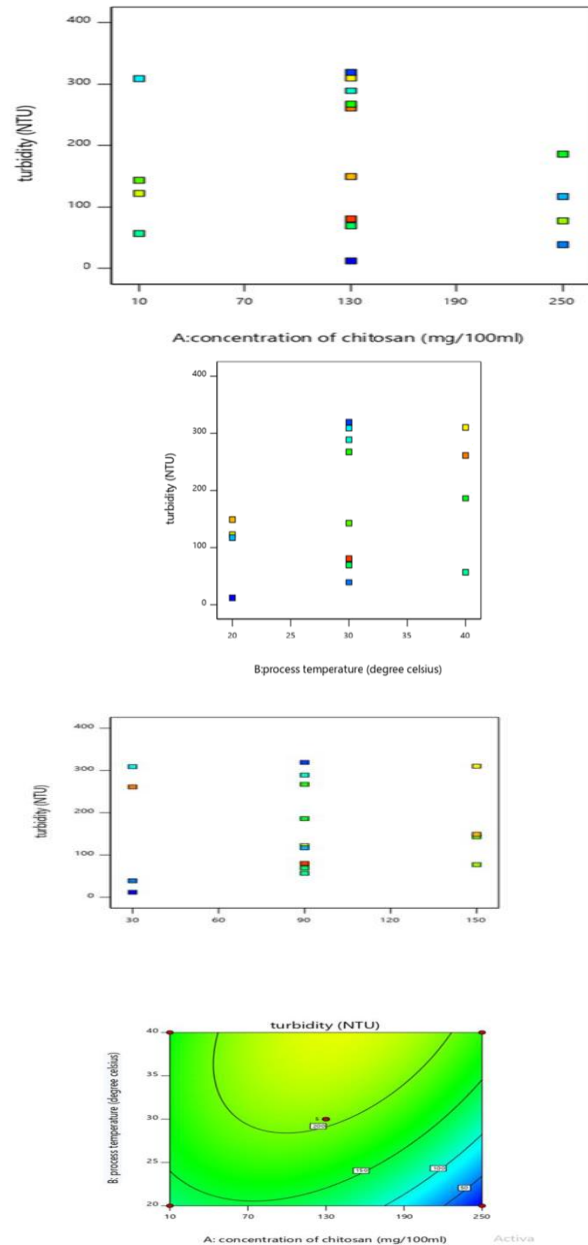 400
300
200
100
0
turbidity (NTU)
10 70 130 190 250
A:concentration of chitosan (mg/100ml)
400
300
200
100
0
turbidity (NTU)
20 25 30 35 40
B:process temperature (degree celsius)
400
300
200
100
0
turbidity (NTU)
30 60 90 120 150
turbidity (NTU)
40
35
30
25
20
B: process temperature (degree celsius)
5
200
150
100
50
10 70 130 190 250
A: concentration of chitosan (mg/100ml)
Activa